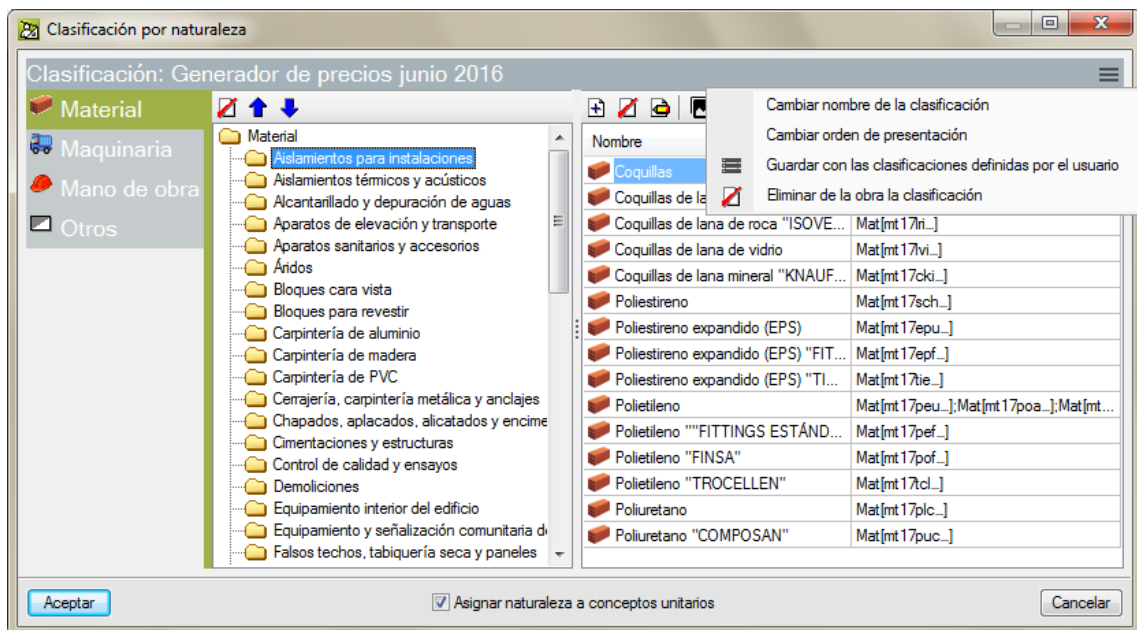 Clasificación por naturaleza
Clasificación: Generador de precios junio 2016
Material
Maquinaria
Mano de obra
Otros
Material
Aislamientos para instalaciones
Aislamientos térmicos y acústicos
Alcantarillado y depuración de aguas
Aparatos de elevación y transporte
Aparatos sanitarios y accesorios
Áridos
Bloques cara vista
Bloques para revestir
Carpintería de aluminio
Carpintería de madera
Carpintería de PVC
Cerrajería, carpintería metálica y anclajes
Chapados, aplacados, alicatados y encime
Cimentaciones y estructuras
Control de calidad y ensayos
Demoliciones
Equipamiento interior del edificio
Equipamiento y señalización comunitaria d
Falsos techos, tabiquería seca y paneles
Cambiar nombre de la clasificación
Cambiar orden de presentación
Guardar con las clasificaciones definidas por el usuario
Eliminar de la obra la clasificación
Nombre
Coquillas
Coquillas de la
Coquillas de lana de roca "ISOVE... Mat[mt17lri...]
Coquillas de lana de vidrio Mat[mt17lvi...]
Coquillas de lana mineral "KNAUF... Mat[mt17cki...]
Poliestireno Mat[mt17sch...]
Poliestireno expandido (EPS) Mat[mt17epu...]
Poliestireno expandido (EPS) "FIT... Mat[mt17epf...]
Poliestireno expandido (EPS) "TI... Mat[mt17tie...]
Polietileno Mat[mt17peu...];Mat[mt17poa...];Mat[mt...
Polietileno ""FITTINGS ESTÁND... Mat[mt17pef...]
Polietileno "FINSA" Mat[mt17pof...]
Polietileno "TROCELLEN" Mat[mt17tcl...]
Poliuretano Mat[mt17plc...]
Poliuretano "COMPOSAN" Mat[mt17puc...]
Aceptar
Asignar naturaleza a conceptos unitarios
Cancelar